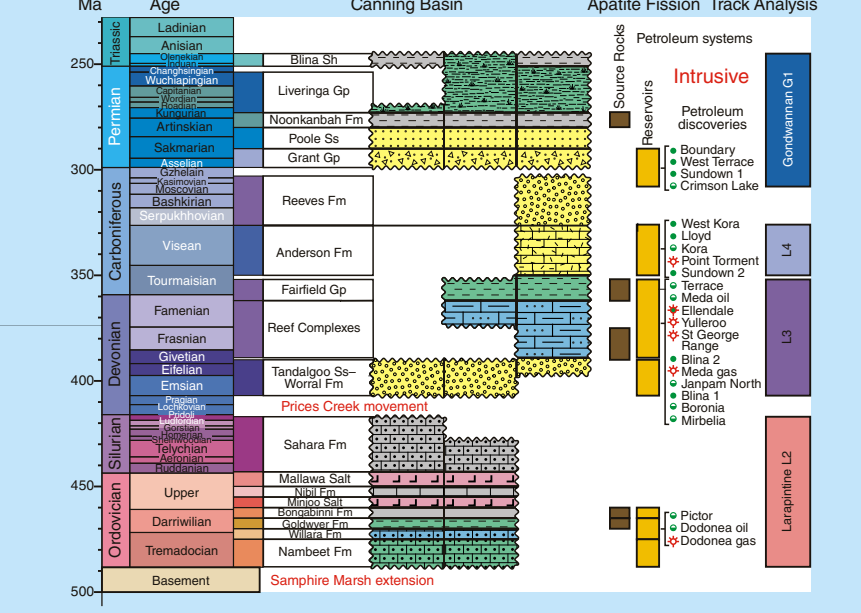 Ma Age Canning Basin Apatite Fission Track Analysis
Triassic
Ladinian
Anisian
Olenekian
Induan
Permian
Changhsingian
Wuchiapingian
Capitanian
Wordian
Roadian
Kungurian
Artinskian
Sakmarian
Asselian
Carboniferous
Gzhelain
Kasimovian
Moscovian
Bashkirian
Serpukhhovian
Visean
Tourmaisian
Devonian
Famenian
Frasnian
Givetian
Eifelian
Emsian
Pragian
Lochkovian
Silurian
Pridoli
Ludfordian
Gorstian
Homerian
Sheinwoodian
Telychian
Aeronian
Ruddanian
Ordovician
Upper
Darriwilian
Tremadocian
Basement
250
300
350
400
450
500
Blina Sh
Liveringa Gp
Noonkanbah Fm
Poole Ss
Grant Gp
Reeves Fm
Anderson Fm
Fairfield Gp
Reef Complexes
Tandalgoo Ss–
Worral Fm
Prices Creek movement
Sahara Fm
Mallawa Salt
Nibil Fm
Minjoo Salt
Bongabinni Fm
Goldwyer Fm
Willara Fm
Nambeet Fm
Samphire Marsh extension
Source Rocks
Reservoirs
Petroleum systems
Intrusive
Petroleum
discoveries
Boundary
West Terrace
Sundown 1
Crimson Lake
West Kora
Lloyd
Kora
Point Torment
Sundown 2
Terrace
Meda oil
Ellendale
Yulleroo
St George
Range
Blina 2
Meda gas
Janpam North
Blina 1
Boronia
Mirbelia
Pictor
Dodonea oil
Dodonea gas
Gondwannan G1
L4
L3
Larapintine L2